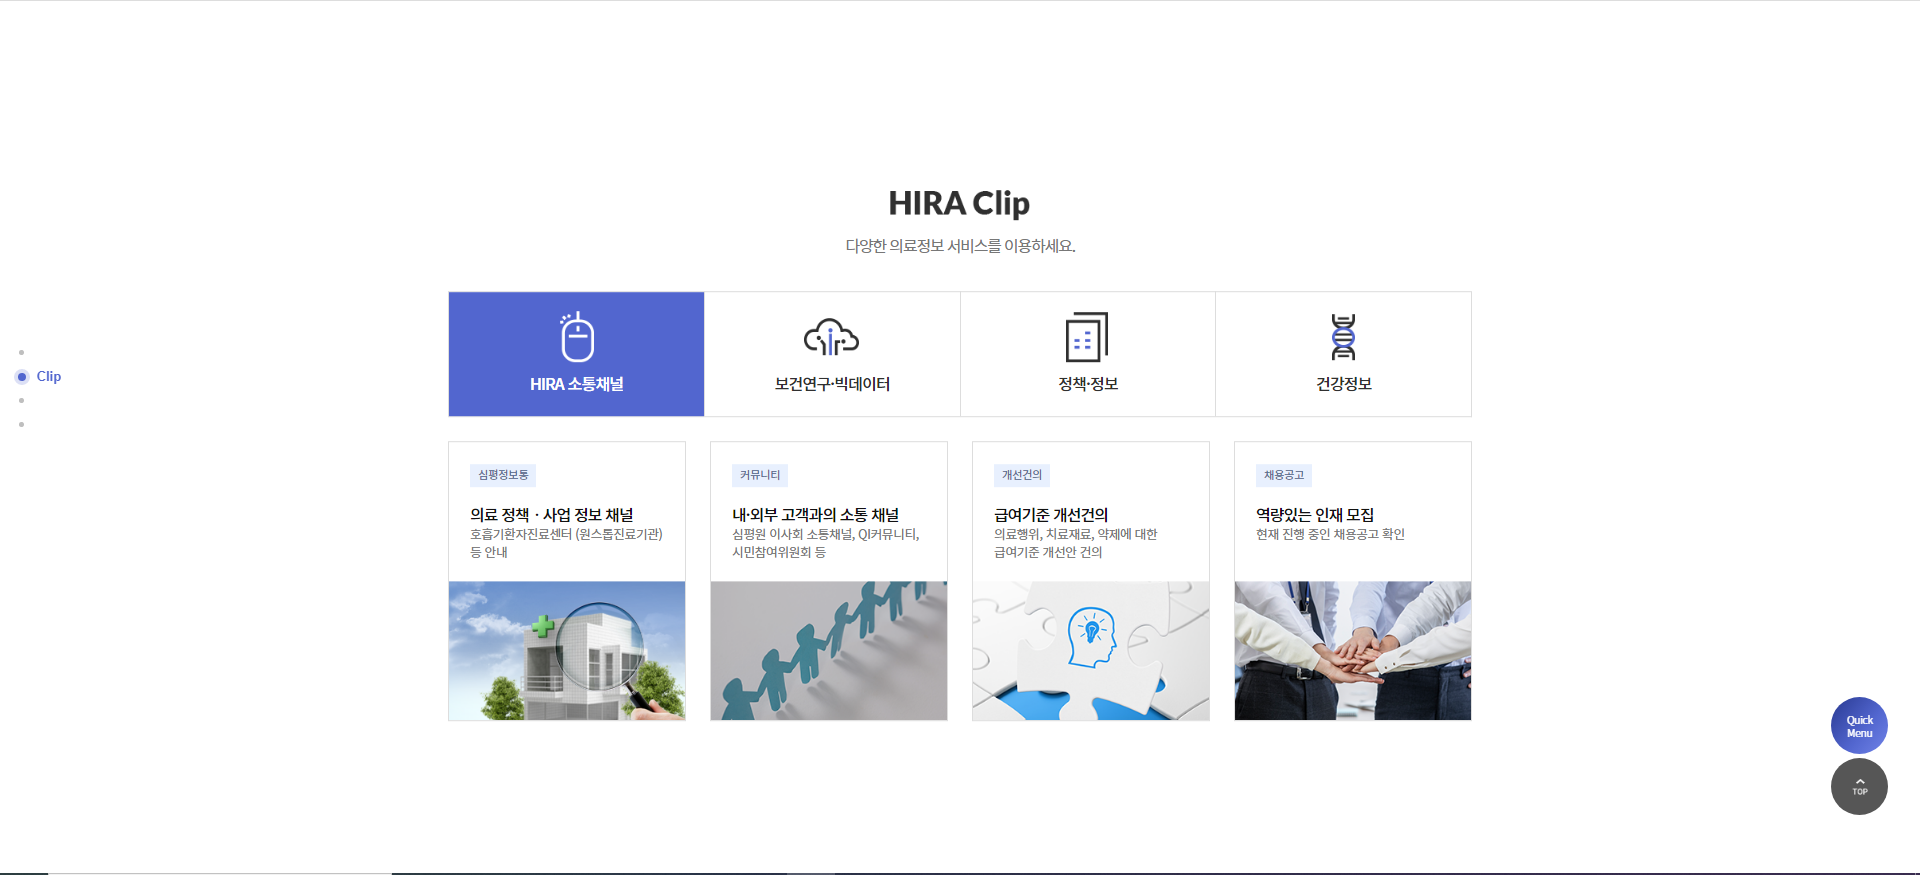 HIRA Clip
다양한 의료정보 서비스를 이용하세요.
Clip
HIRA 소통채널
보건연구·빅데이터
정책·정보
건강정보
심평정보통
의료 정책 · 사업 정보 채널
호흡기환자진료센터 (원스톱진료기관)
등 안내
커뮤니티
내·외부 고객과의 소통 채널
심평원 이사회 소통채널, QI커뮤니티,
시민참여위원회 등
개선건의
급여기준 개선건의
의료행위, 치료재료, 약제에 대한
급여기준 개선안 건의
채용공고
역량있는 인재 모집
현재 진행 중인 채용공고 확인
Quick
Menu
TOP